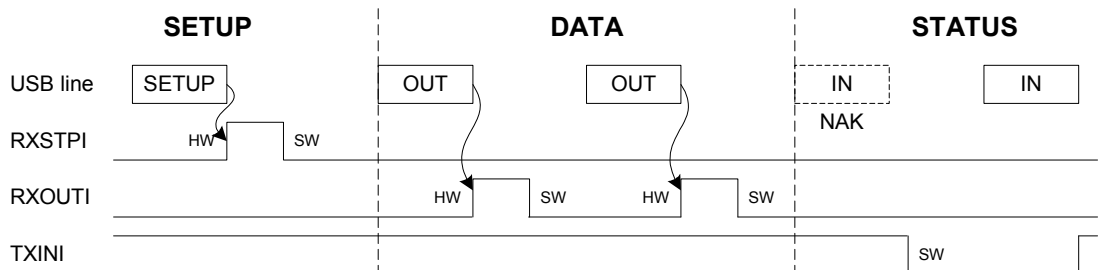 SETUP DATA STATUS
USB line SETUP OUT OUT IN IN
NAK
RXSTPI HW SW
RXOUTI HW SW HW SW
TXINI SW